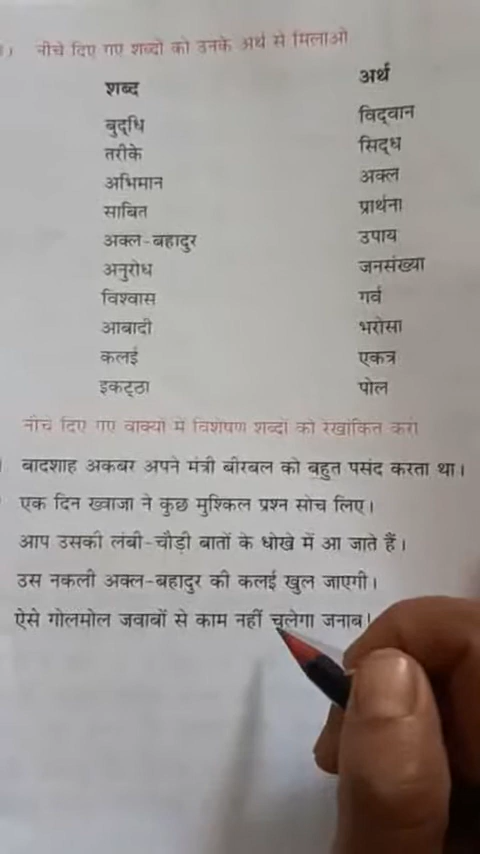 नीचे दिए गए शब्दों को उनके अर्थ से मिलाओ
शब्द अर्थ
बुद्धि विद्वान
तरीके सिद्ध
अभिमान अक्ल
साबित प्रार्थना
अक्ल-बहादुर उपाय
अनुरोध जनसंख्या
विश्वास गर्व
आबादी भरोसा
कलई एकत्र
इकट्ठा पोल
नीचे दिए गए वाक्यों में विशेषण शब्दों को रेखांकित करो
बादशाह अकबर अपने मंत्री बीरबल को बहुत पसंद करता था।
एक दिन ख्वाजा ने कुछ मुश्किल प्रश्न सोच लिए।
आप उसकी लंबी-चौड़ी बातों के धोखे में आ जाते हैं।
उस नकली अक्ल-बहादुर की कलई खुल जाएगी।
ऐसे गोलमोल जवाबों से काम नहीं चलेगा जनाब!